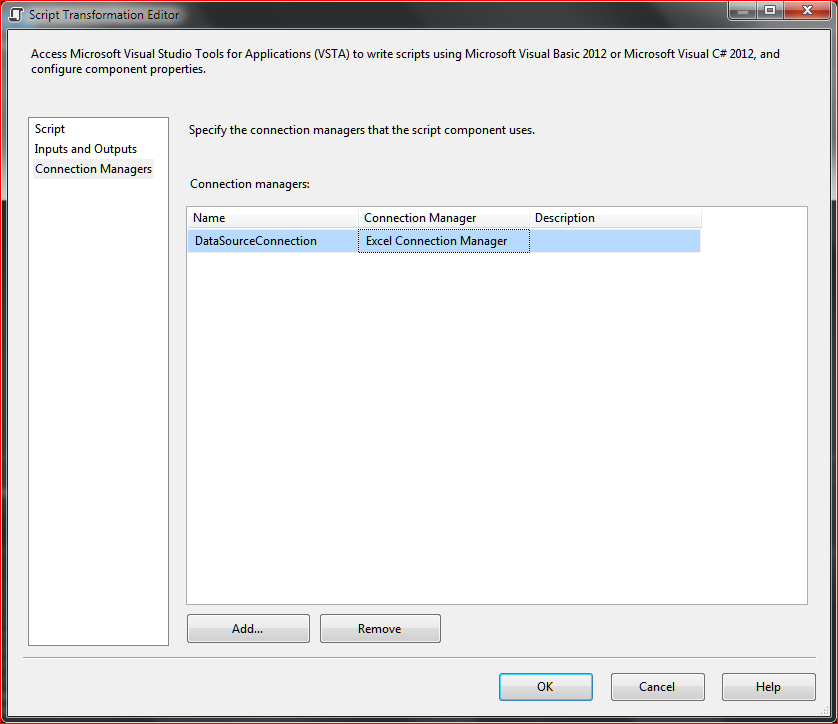 Script Transformation Editor
Access Microsoft Visual Studio Tools for Applications (VSTA) to write scripts using Microsoft Visual Basic 2012 or Microsoft Visual C# 2012, and
configure component properties.
Script
Inputs and Outputs
Connection Managers
Specify the connection managers that the script component uses.
Connection managers:
Name Connection Manager Description
DataSourceConnection Excel Connection Manager
Add... Remove
OK Cancel Help